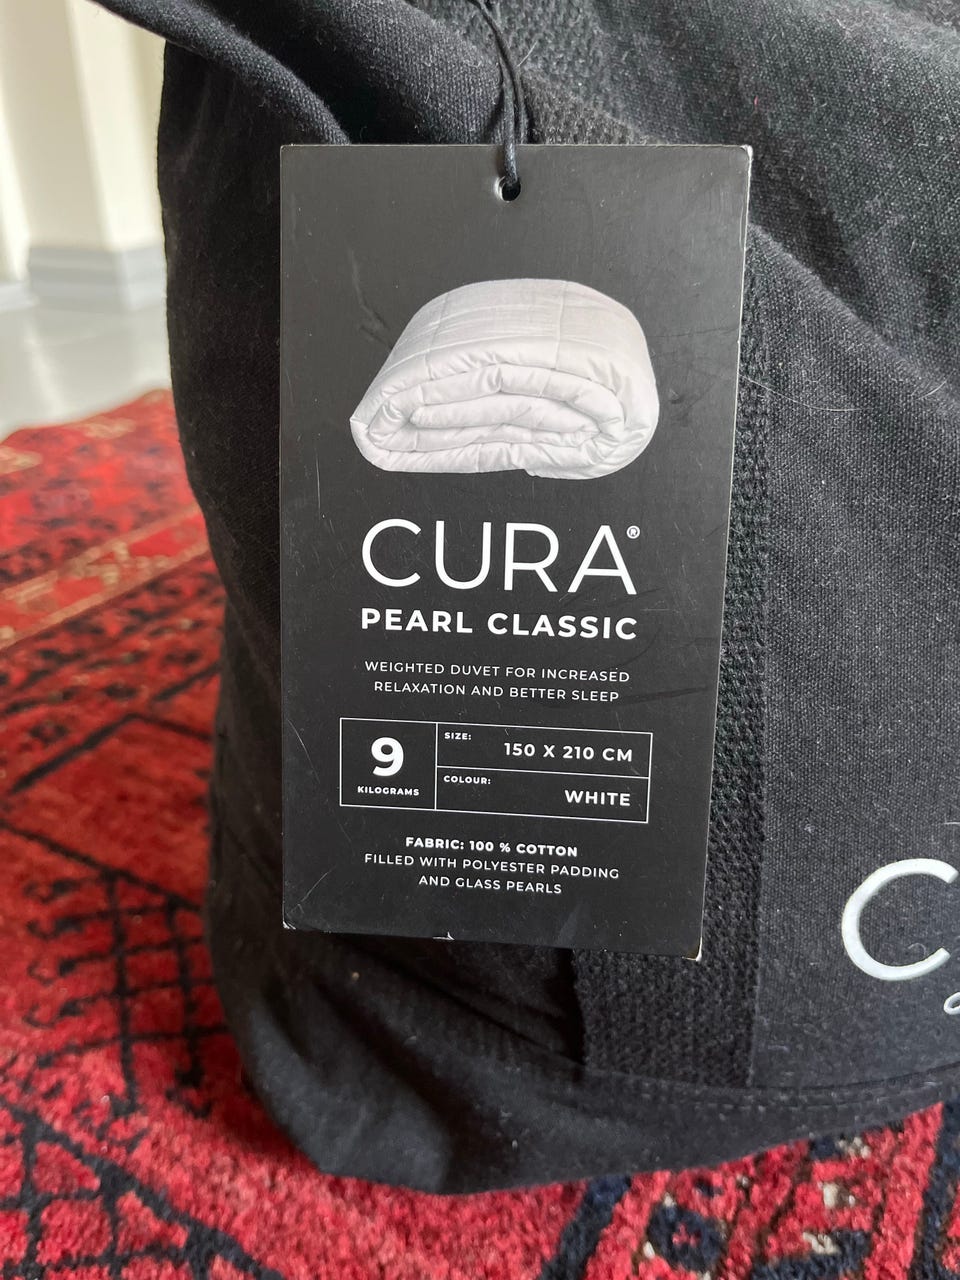 CURA®
PEARL CLASSIC
WEIGHTED DUVET FOR INCREASED
RELAXATION AND BETTER SLEEP
9
KILOGRAMS
SIZE:
150 X 210 CM
COLOUR:
WHITE
FABRIC: 100 % COTTON
FILLED WITH POLYESTER PADDING
AND GLASS PEARLS
C